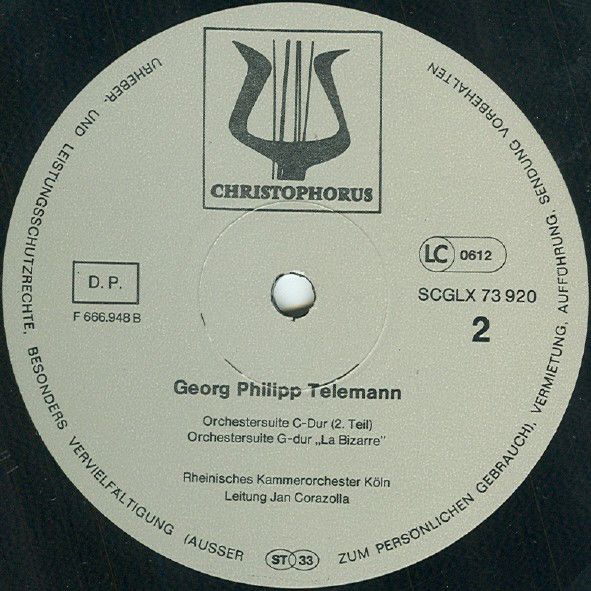 CHRISTOPHORUS
LC 0612
D. P.
F 666.948 B
SCGLX 73 920
2
Georg Philipp Telemann
Orchestersuite C-Dur (2. Teil)
Orchestersuite G-dur „La Bizarre"
Rheinisches Kammerorchester Köln
Leitung Jan Corazolla
ST 33
URHEBER- UND LEISTUNGSSCHUTZRECHTE, BESONDERS VERVIELFÄLTIGUNG (AUSSER ZUM PERSÖNLICHEN GEBRAUCH), VERMIETUNG, AUFFÜHRUNG, SENDUNG VORBEHALTEN